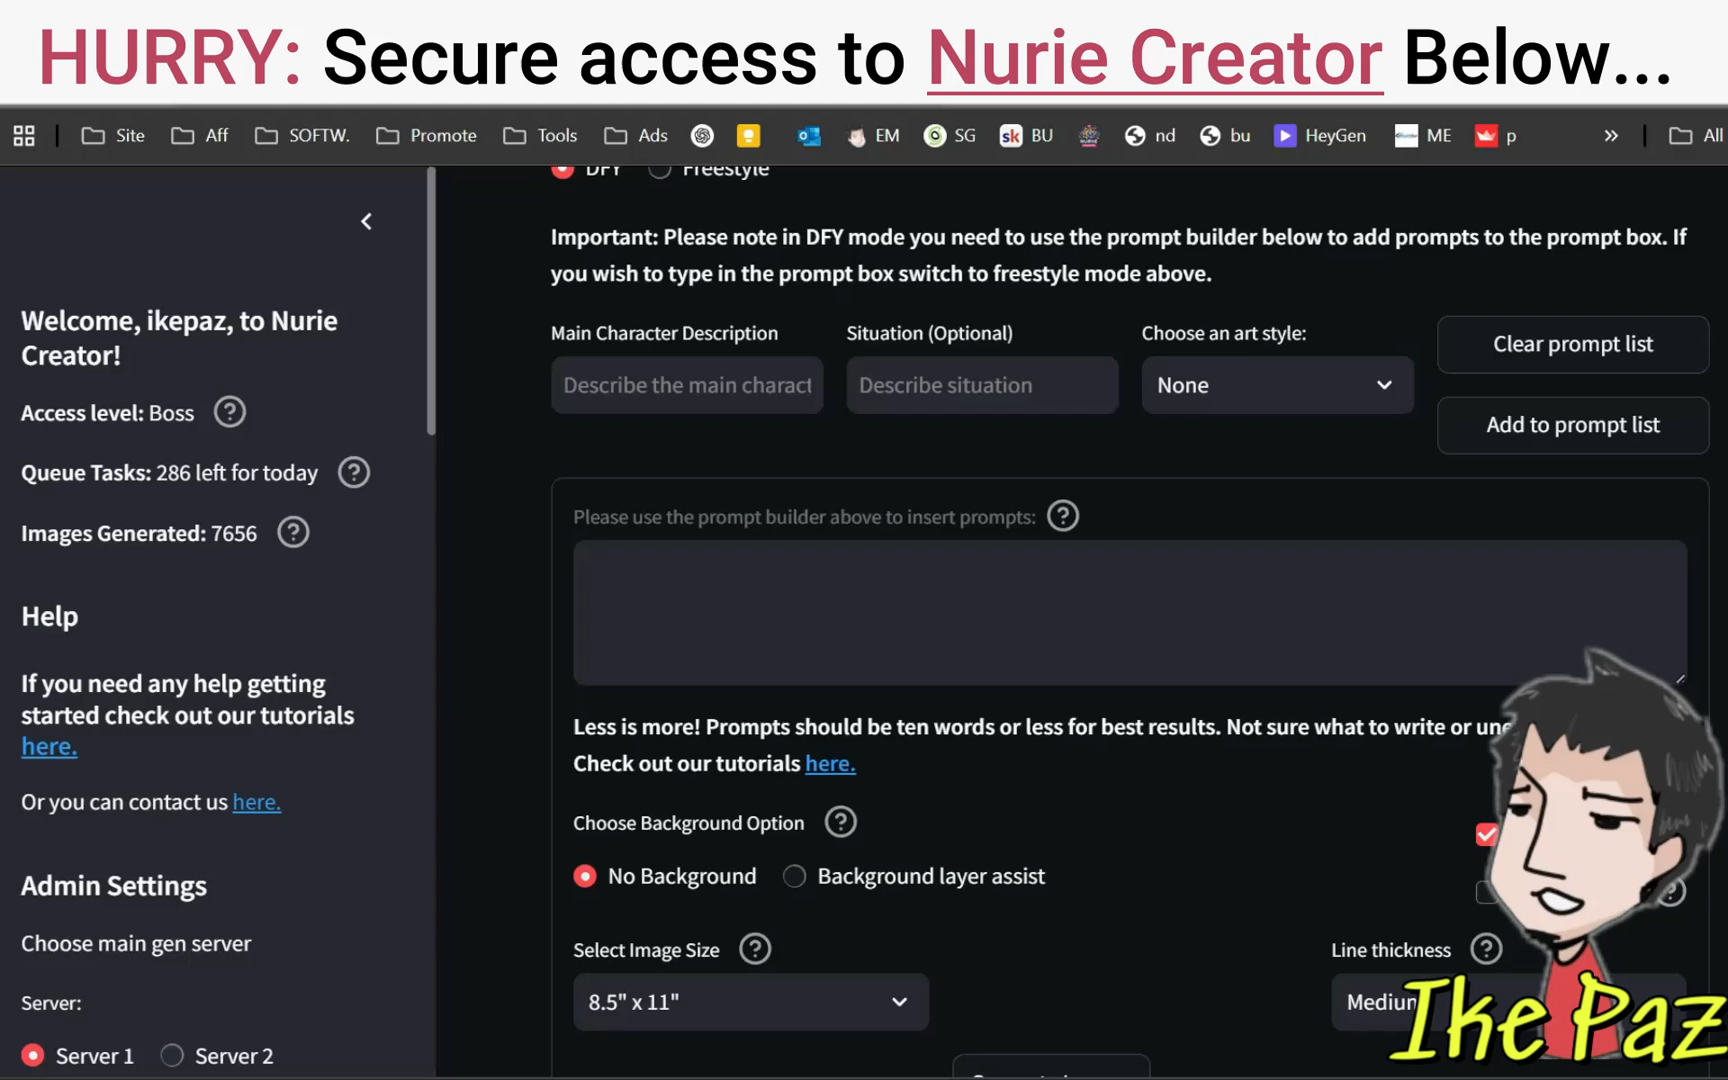 HURRY: Secure access to Nurie Creator Below...
Site Aff SOFTW. Promote Tools Ads EM SG sk BU nd bu HeyGen ME p » All
DFY Freestyle
Important: Please note in DFY mode you need to use the prompt builder below to add prompts to the prompt box. If
you wish to type in the prompt box switch to freestyle mode above.
Main Character Description Situation (Optional) Choose an art style:
Clear prompt list
Describe the main charact Describe situation None
Add to prompt list
Please use the prompt builder above to insert prompts:
Less is more! Prompts should be ten words or less for best results. Not sure what to write or une
Check out our tutorials here.
Choose Background Option
No Background Background layer assist
Select Image Size Line thickness
8.5" x 11" Medium
Welcome, ikepaz, to Nurie
Creator!
Access level: Boss
Queue Tasks: 286 left for today
Images Generated: 7656
Help
If you need any help getting
started check out our tutorials
here.
Or you can contact us here.
Admin Settings
Choose main gen server
Server:
Server 1 Server 2
Ike Paz